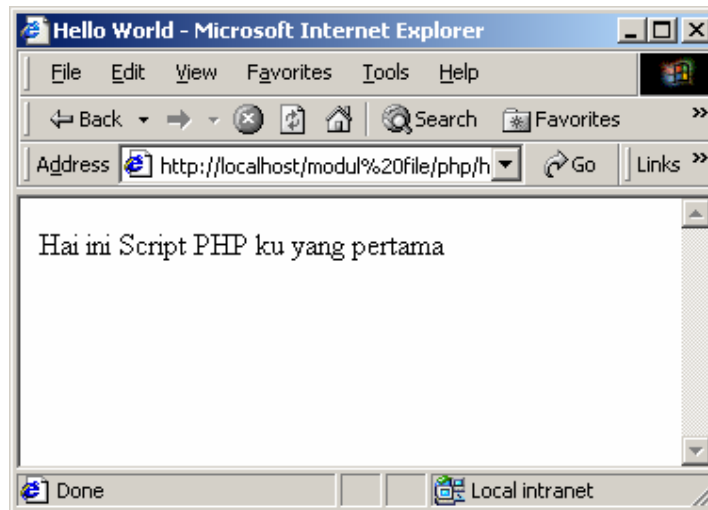 Hello World - Microsoft Internet Explorer
File Edit View Favorites Tools Help
Back Search Favorites »
Address http://localhost/modul%20file/php/h Go Links »
Hai ini Script PHP ku yang pertama
Done Local intranet